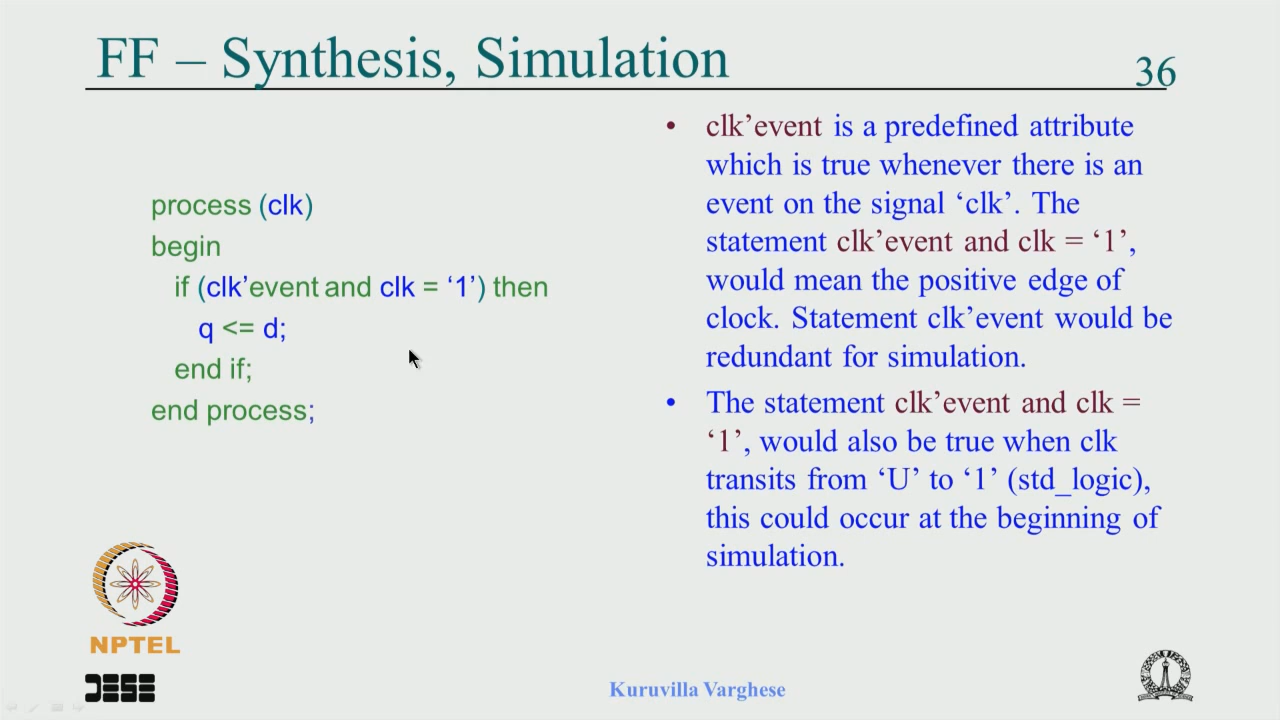 FF – Synthesis, Simulation
36
process (clk)
begin
if (clk’event and clk = ‘1’) then
q <= d;
end if;
end process;
• clk’event is a predefined attribute
which is true whenever there is an
event on the signal ‘clk’. The
statement clk’event and clk = ‘1’,
would mean the positive edge of
clock. Statement clk’event would be
redundant for simulation.
• The statement clk’event and clk =
‘1’, would also be true when clk
transits from ‘U’ to ‘1’ (std_logic),
this could occur at the beginning of
simulation.
NPTEL
DESE
Kuruvilla Varghese